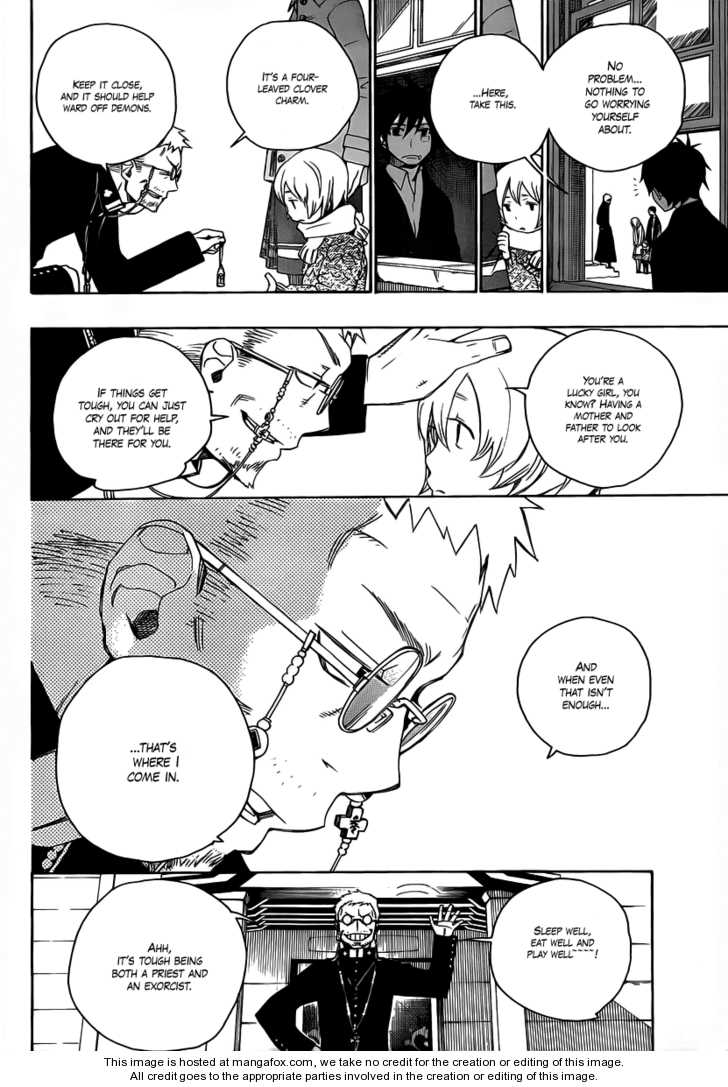 NO
PROBLEM...
NOTHING TO
GO WORRYING
YOURSELF
ABOUT.
...HERE,
TAKE THIS.
IT'S A FOUR-
LEAVED CLOVER
CHARM.
KEEP IT CLOSE,
AND IT SHOULD HELP
WARD OFF DEMONS.
YOU'RE A
LUCKY GIRL, YOU
KNOW? HAVING A
MOTHER AND
FATHER TO LOOK
AFTER YOU.
IF THINGS GET
TOUGH, YOU CAN JUST
CRY OUT FOR HELP,
AND THEY'LL BE
THERE FOR YOU.
AND
WHEN EVEN
THAT ISN'T
ENOUGH...
...THAT'S
WHERE I
COME IN.
SLEEP WELL,
EAT WELL AND
PLAY WELL~~~~!
AHH,
IT'S TOUGH BEING
BOTH A PRIEST AND
AN EXORCIST.
This image is hosted at mangafox.com, we take no credit for the creation or editing of this image.
All credit goes to the appropriate parties involved in the creation or editing of this image.